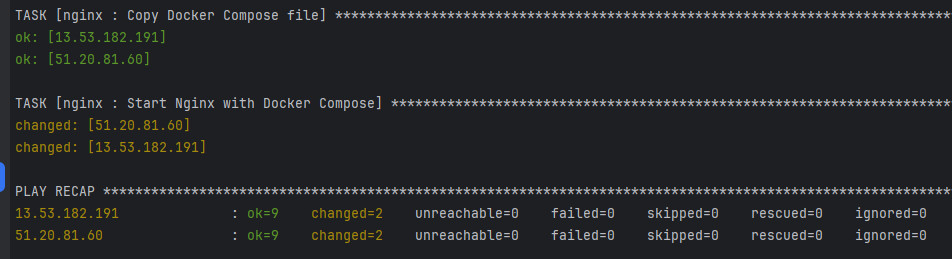 TASK [nginx : Copy Docker Compose file] *****************************************************************************
ok: [13.53.182.191]
ok: [51.20.81.60]
TASK [nginx : Start Nginx with Docker Compose] **********************************************************************
changed: [51.20.81.60]
changed: [13.53.182.191]
PLAY RECAP **********************************************************************************************************
13.53.182.191 : ok=9 changed=2 unreachable=0 failed=0 skipped=0 rescued=0 ignored=0
51.20.81.60 : ok=9 changed=2 unreachable=0 failed=0 skipped=0 rescued=0 ignored=0